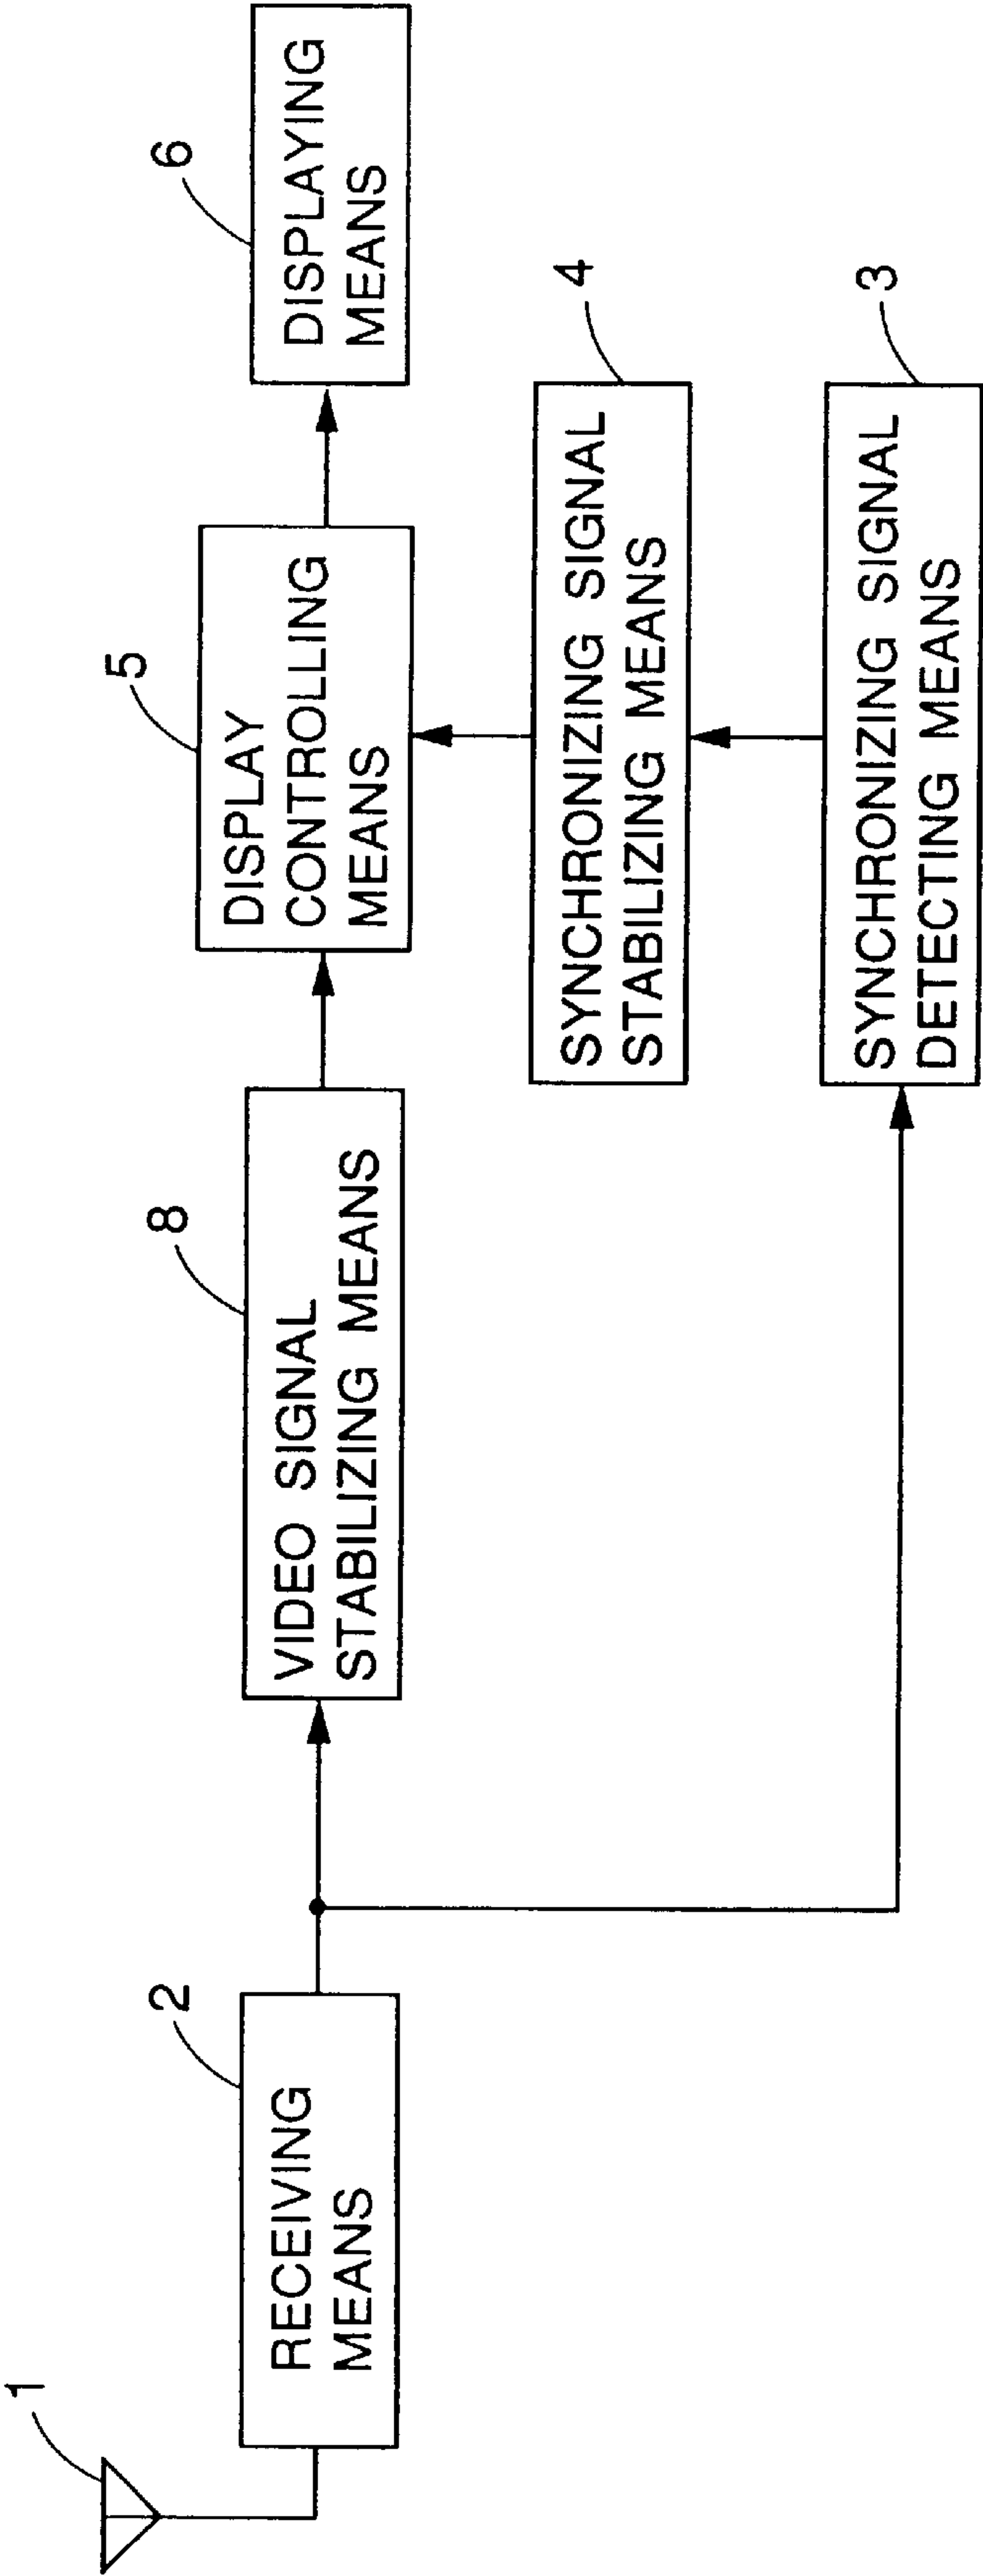 1
2
RECEIVING
MEANS
8
VIDEO SIGNAL
STABILIZING MEANS
5
DISPLAY
CONTROLLING
MEANS
6
DISPLAYING
MEANS
4
SYNCHRONIZING SIGNAL
STABILIZING MEANS
3
SYNCHRONIZING SIGNAL
DETECTING MEANS